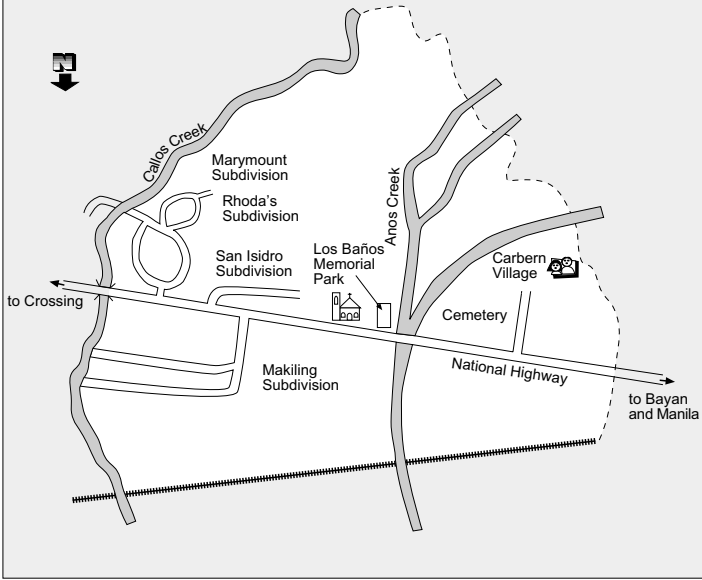 N
Callos Creek
Marymount
Subdivision
Rhoda's
Subdivision
San Isidro
Subdivision
Los Baños
Memorial
Park
Anos Creek
Carbern
Village
to Crossing
Cemetery
National Highway
Makiling
Subdivision
to Bayan
and Manila